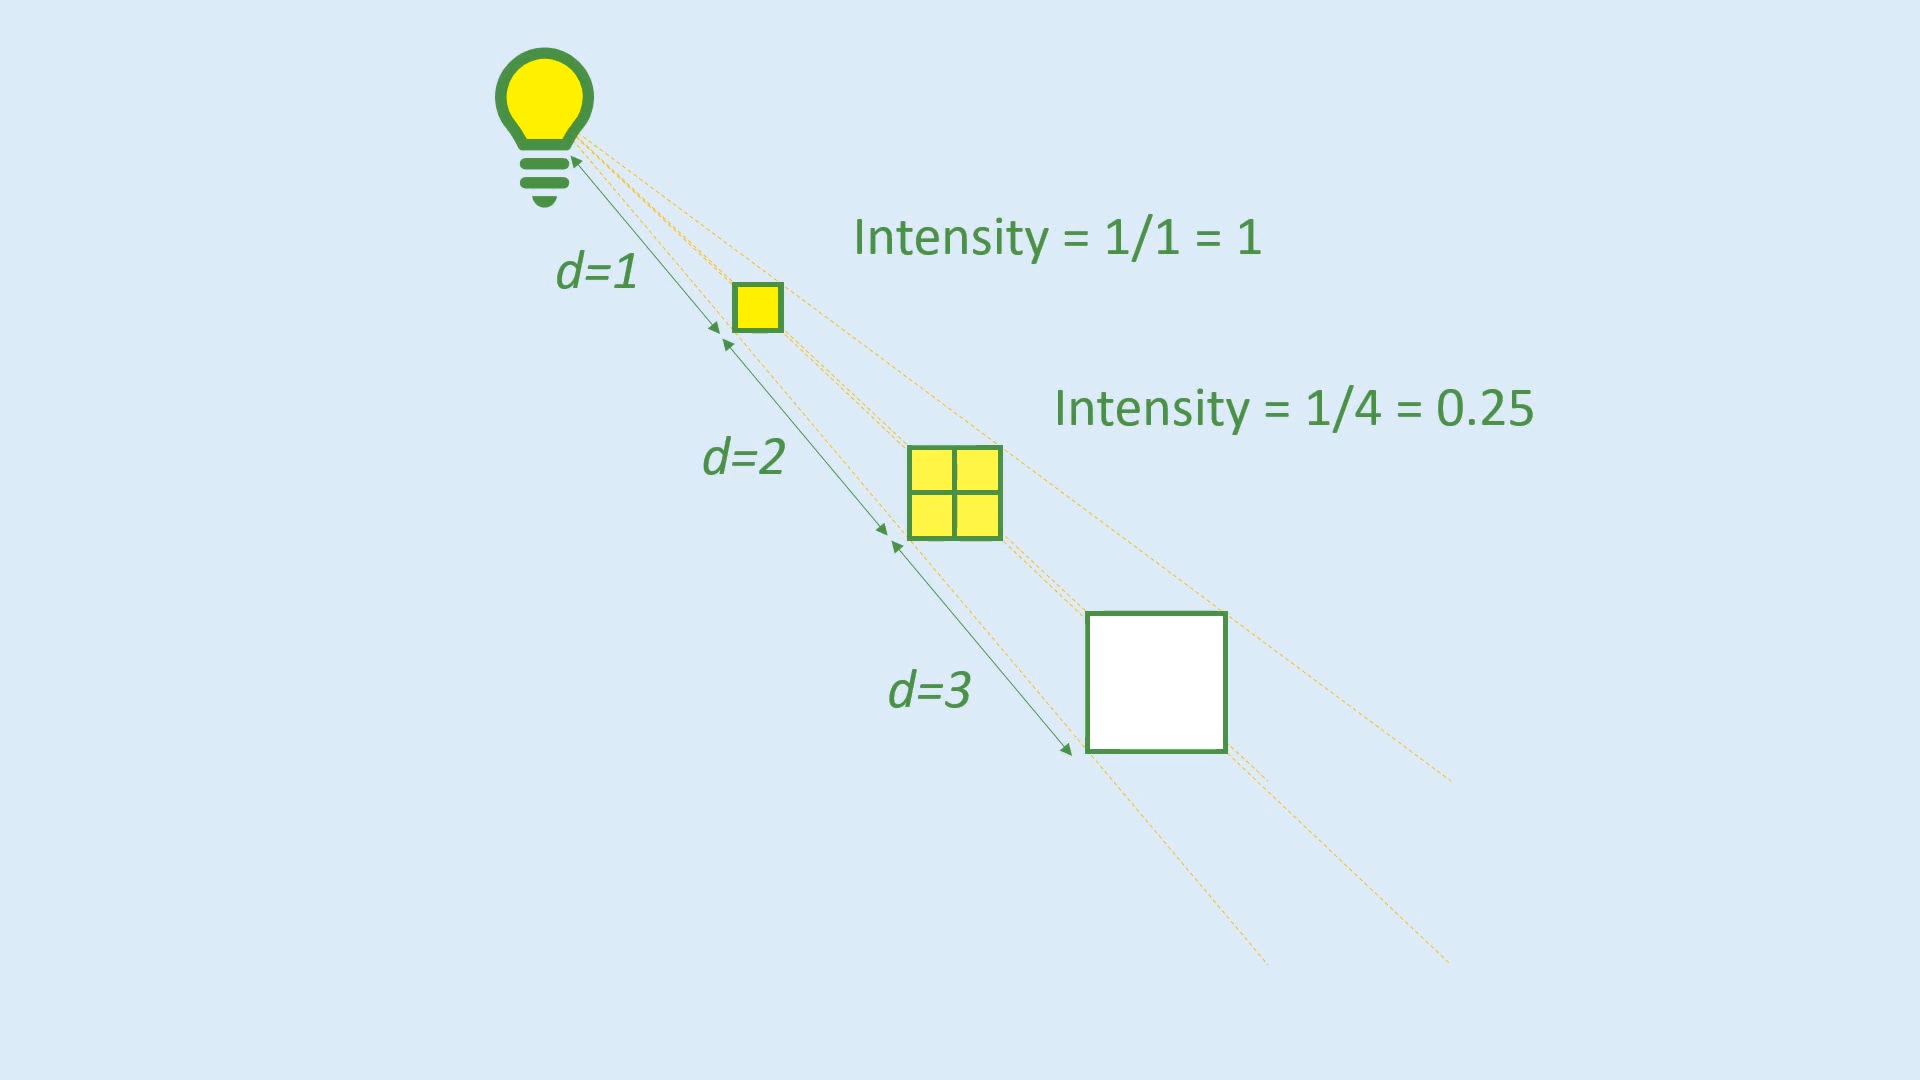 Intensity = 1/1 = 1
d=1
Intensity = 1/4 = 0.25
d=2
d=3